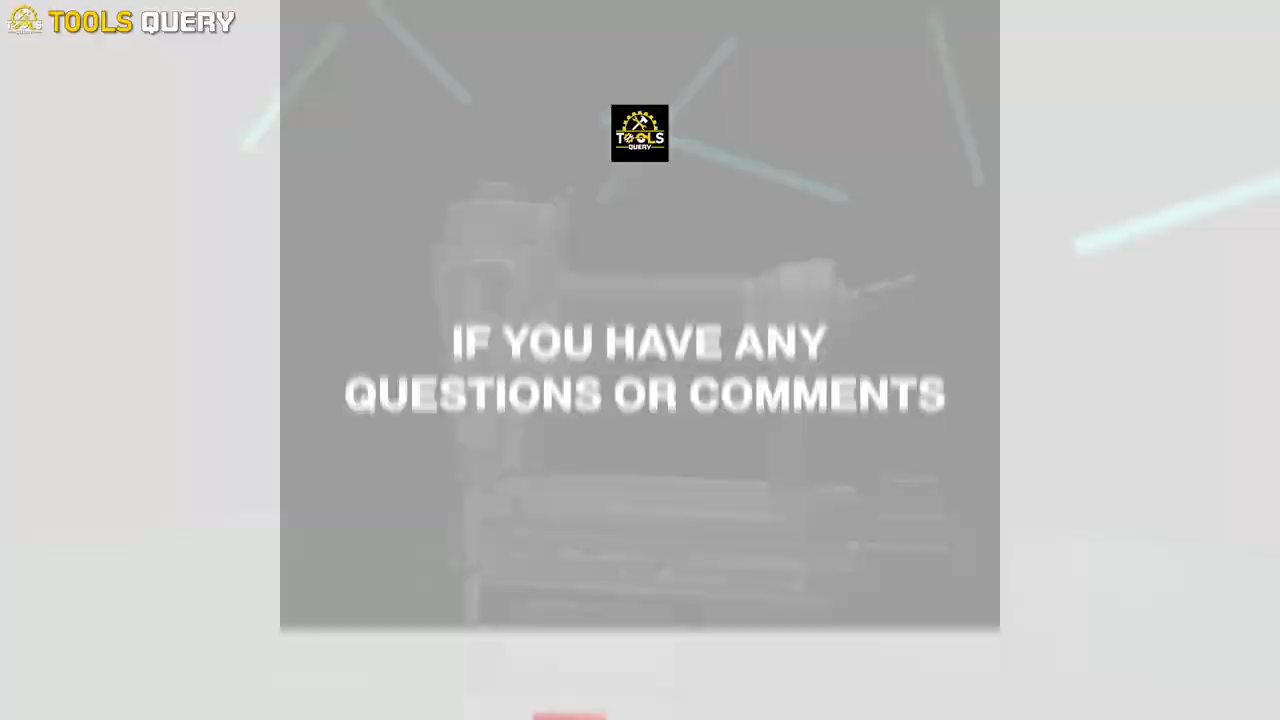 TOOLS QUERY
TOOLS
QUERY
IF YOU HAVE ANY
QUESTIONS OR COMMENTS